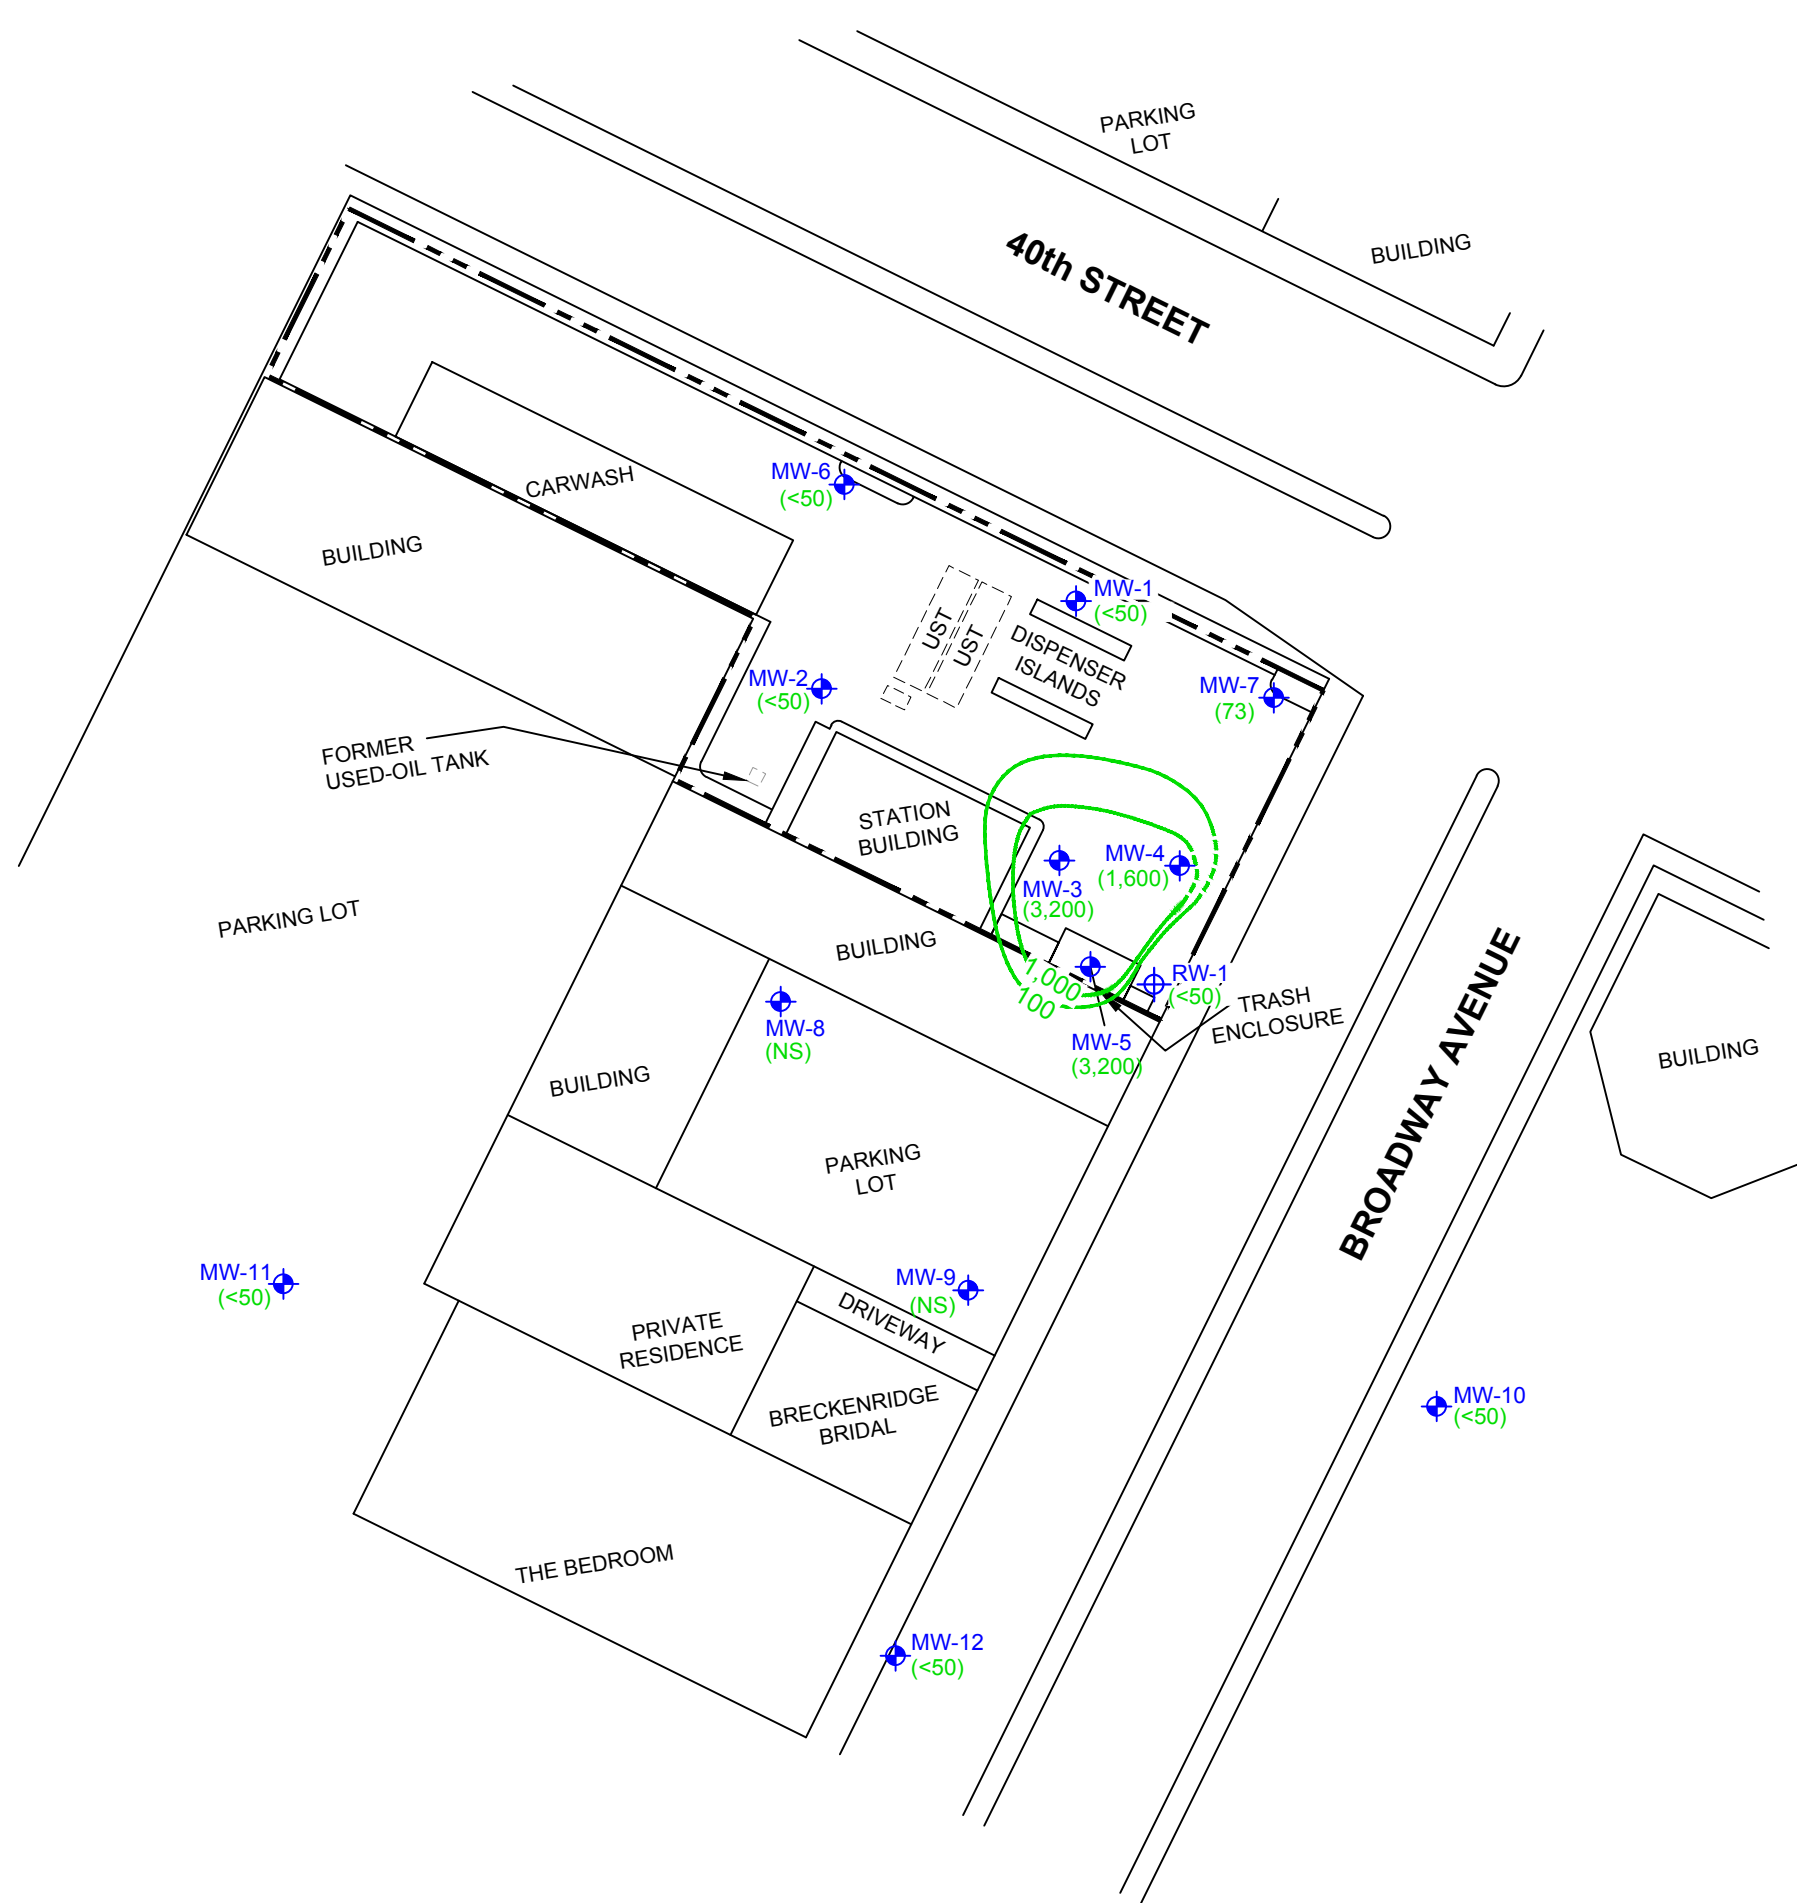 PARKING
LOT
BUILDING
40th STREET
MW-6
(<50)
CARWASH
BUILDING
MW-1
(<50)
UST
UST
DISPENSER
ISLANDS
MW-2
(<50)
MW-7
(73)
FORMER
USED-OIL TANK
STATION
BUILDING
MW-4
(1,600)
MW-3
(3,200)
PARKING LOT
BUILDING
1,000
100
RW-1
(<50)
TRASH
ENCLOSURE
MW-5
(3,200)
MW-8
(NS)
BROADWAY AVENUE
BUILDING
BUILDING
PARKING
LOT
MW-11
(<50)
MW-9
(NS)
DRIVEWAY
PRIVATE
RESIDENCE
BRECKENRIDGE
BRIDAL
MW-10
(<50)
THE BEDROOM
MW-12
(<50)